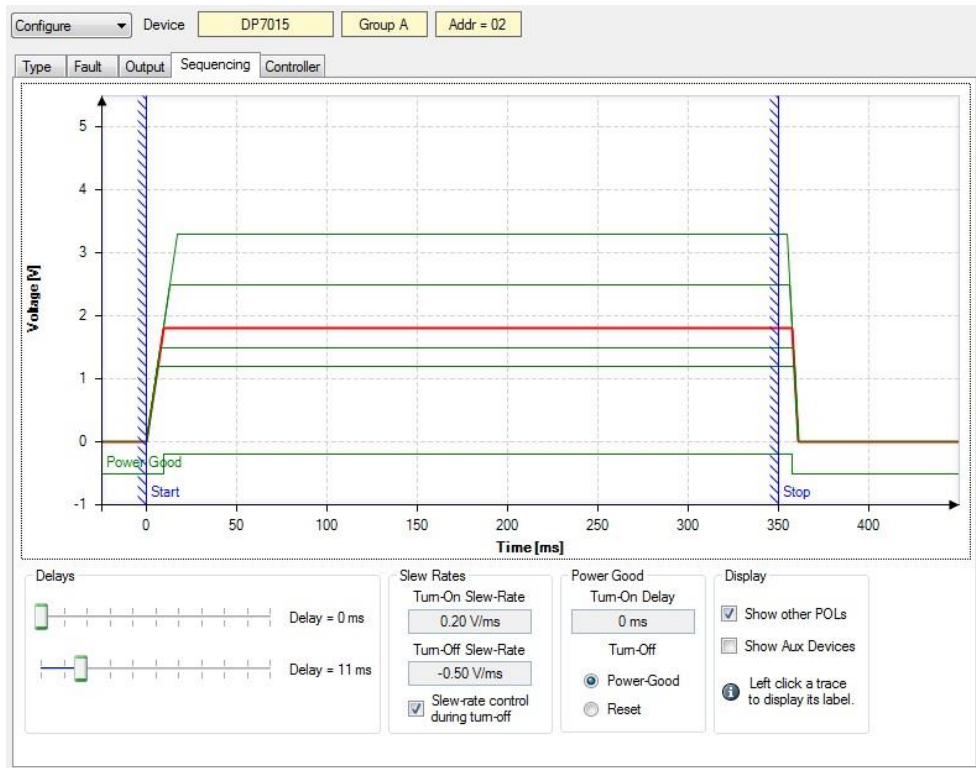 Configure Device DP7015 Group A Addr = 02
Type Fault Output Sequencing Controller
Voltage [V]
5
4
3
2
1
0
-1
Power Good
Start
Stop
0 50 100 150 200 250 300 350 400
Time [ms]
Delays
Delay = 0 ms
Delay = 11 ms
Slew Rates
Turn-On Slew-Rate
0.20 V/ms
Turn-Off Slew-Rate
-0.50 V/ms
Slew-rate control
during turn-off
Power Good
Turn-On Delay
0 ms
Turn-Off
Power-Good
Reset
Display
Show other POLs
Show Aux Devices
Left click a trace
to display its label.